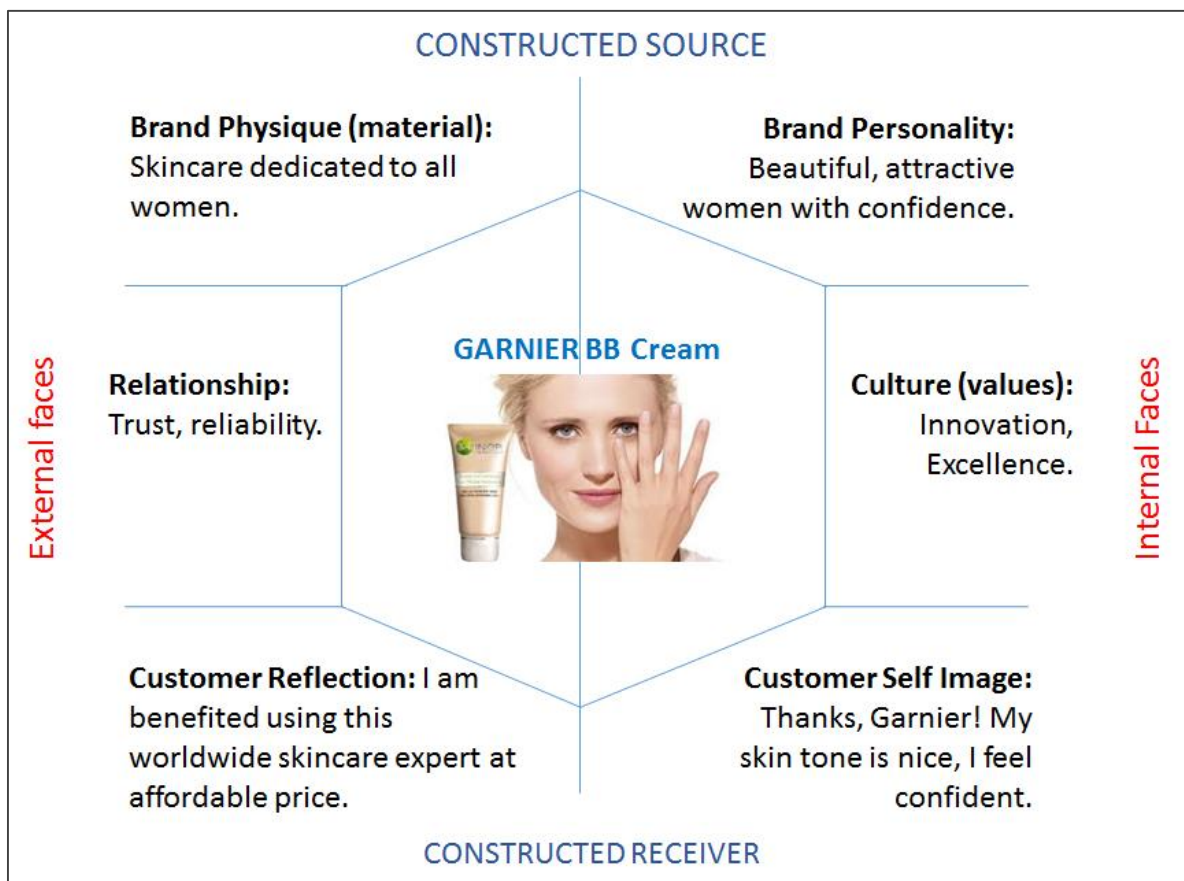 CONSTRUCTED SOURCE
Brand Physique (material):
Skincare dedicated to all
women.
Brand Personality:
Beautiful, attractive
women with confidence.
External faces
Relationship:
Trust, reliability.
GARNIER BB Cream
Culture (values):
Innovation,
Excellence.
Internal Faces
Customer Reflection: I am
benefited using this
worldwide skincare expert at
affordable price.
Customer Self Image:
Thanks, Garnier! My
skin tone is nice, I feel
confident.
CONSTRUCTED RECEIVER